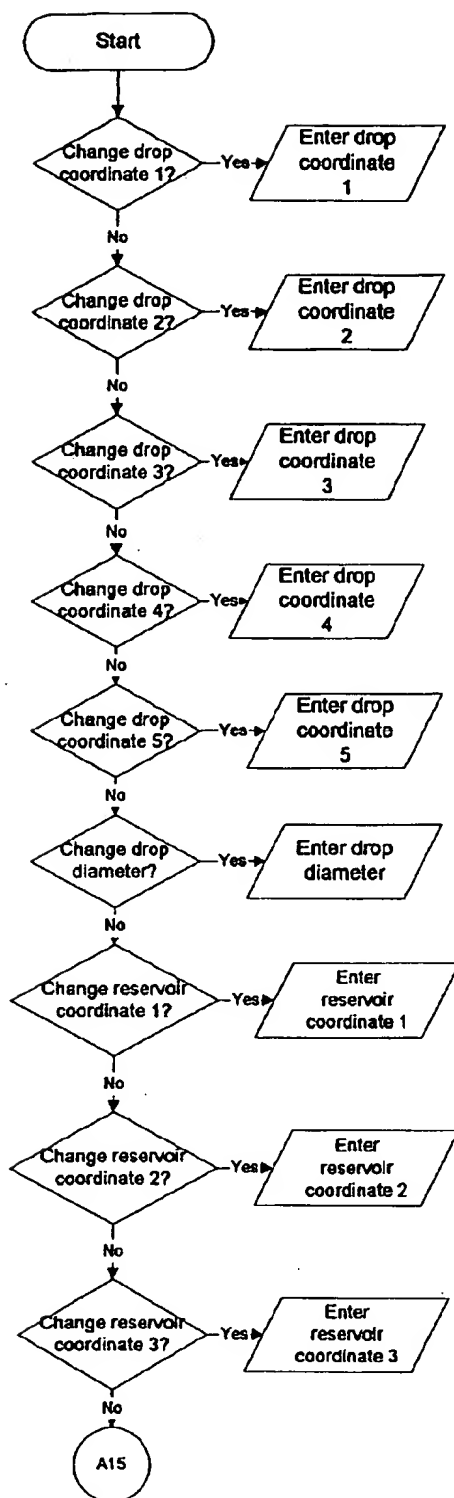 Start
Change drop
coordinate 1?
Yes
Enter drop
coordinate
1
No
Change drop
coordinate 2?
Yes
Enter drop
coordinate
2
No
Change drop
coordinate 3?
Yes
Enter drop
coordinate
3
No
Change drop
coordinate 4?
Yes
Enter drop
coordinate
4
No
Change drop
coordinate 5?
Yes
Enter drop
coordinate
5
No
Change drop
diameter?
Yes
Enter drop
diameter
No
Change reservoir
coordinate 1?
Yes
Enter
reservoir
coordinate 1
No
Change reservoir
coordinate 2?
Yes
Enter
reservoir
coordinate 2
No
Change reservoir
coordinate 3?
Yes
Enter
reservoir
coordinate 3
No
A15